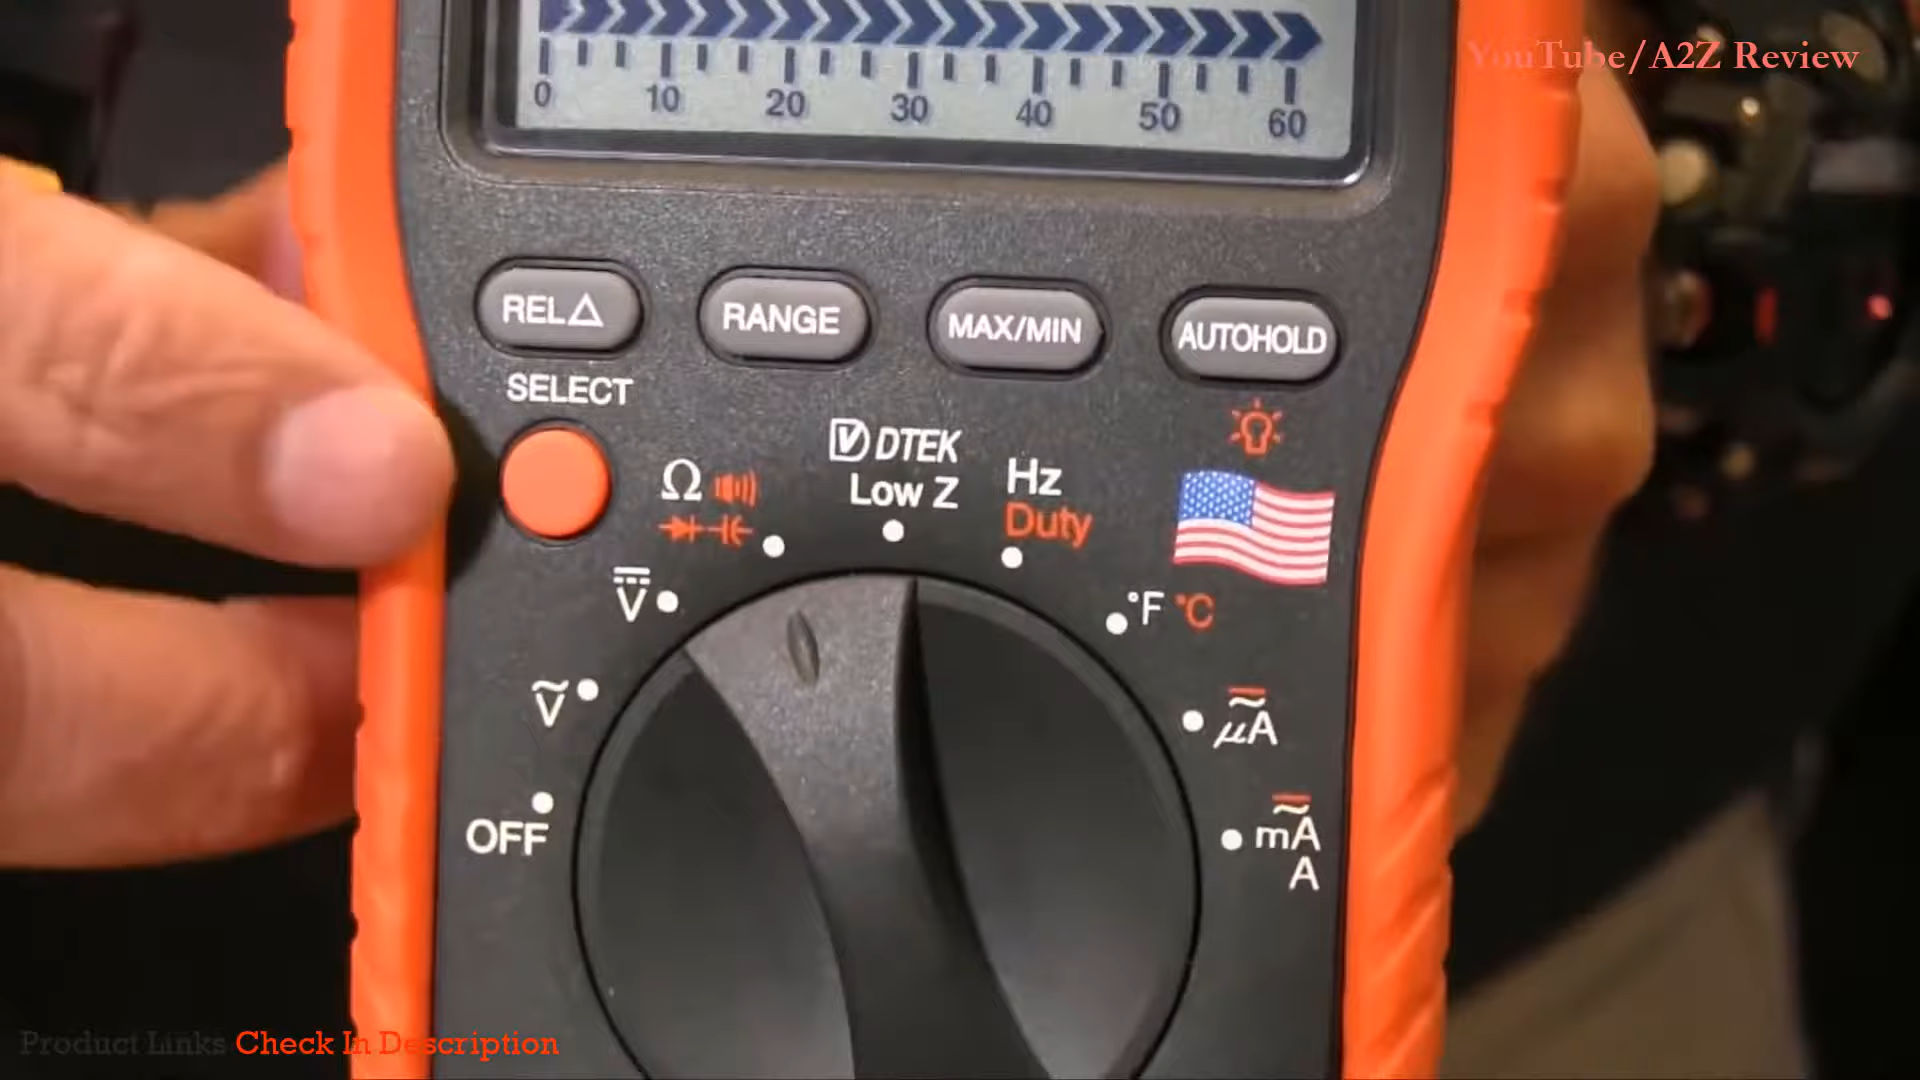 YouTube/A2Z Review
0 10 20 30 40 50 60
REL△ RANGE MAX/MIN AUTOHOLD
SELECT
V DTEK
Low Z
Ω
Hz
Duty
V
°F °C
V
µA
OFF
mA
A
Product Links Check In Description